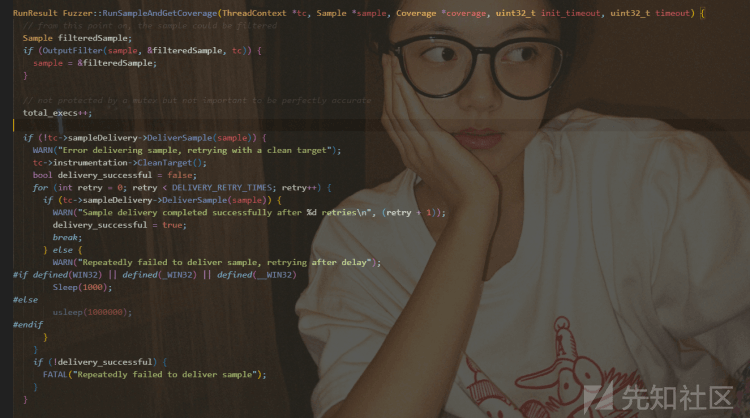 RunResult Fuzzer::RunSampleAndGetCoverage(ThreadContext *tc, Sample *sample, Coverage *coverage, uint32_t init_timeout, uint32_t timeout) {
// from this point on, the sample could be filtered
Sample filteredSample;
if (OutputFilter(sample, &filteredSample, tc)) {
sample = &filteredSample;
}
// not protected by a mutex but not important to be perfectly accurate
total_execs++;
if (!tc->sampleDelivery->DeliverSample(sample)) {
WARN("Error delivering sample, retrying with a clean target");
tc->instrumentation->CleanTarget();
bool delivery_successful = false;
for (int retry = 0; retry < DELIVERY_RETRY_TIMES; retry++) {
if (tc->sampleDelivery->DeliverSample(sample)) {
WARN("Sample delivery completed successfully after %d retries\n", (retry + 1));
delivery_successful = true;
break;
} else {
WARN("Repeatedly failed to deliver sample, retrying after delay");
#if defined(WIN32) || defined(_WIN32) || defined(__WIN32)
Sleep(1000);
#else
usleep(1000000);
#endif
}
}
if (!delivery_successful) {
FATAL("Repeatedly failed to deliver sample");
}
}
先知社区